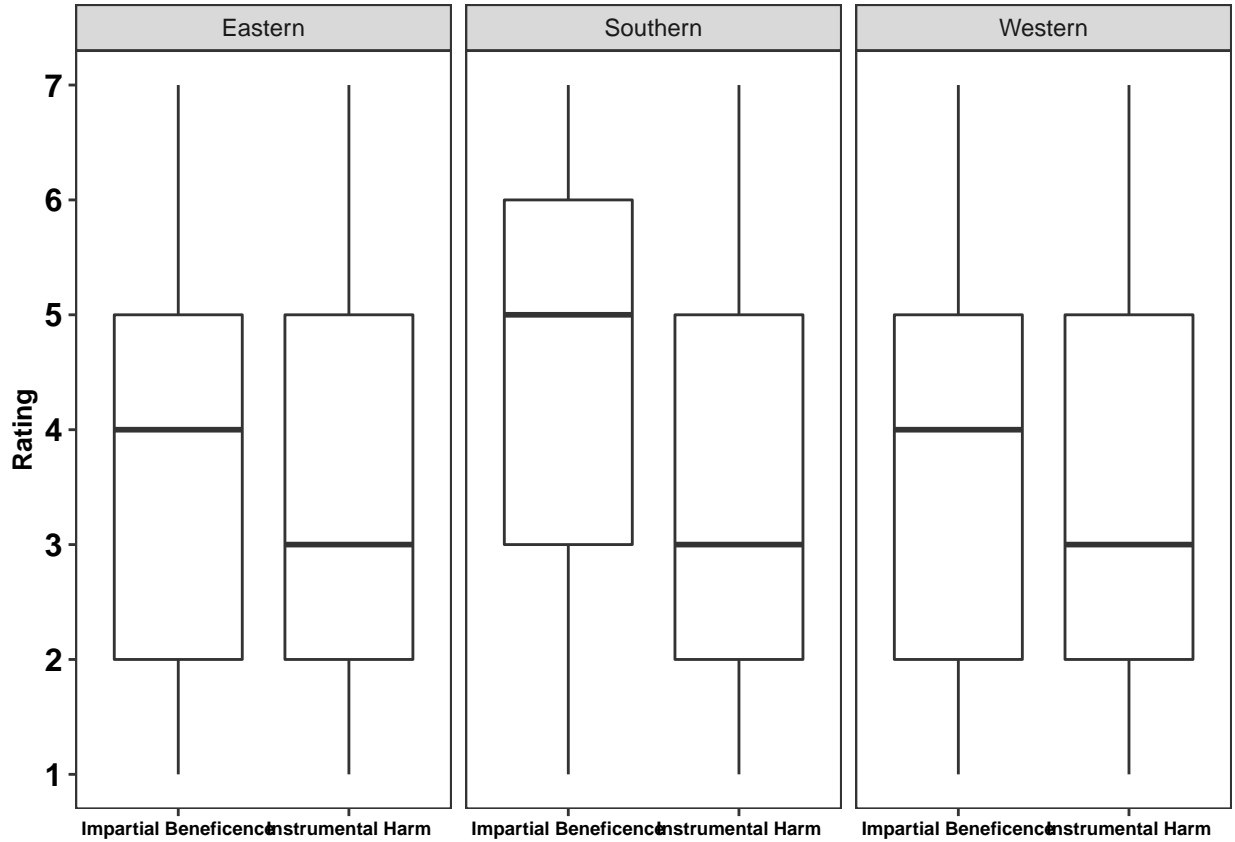 Eastern
Southern
Western
7
6
5
4
3
2
1
Rating
Impartial Beneficence
Instrumental Harm
Impartial Beneficence
Instrumental Harm
Impartial Beneficence
Instrumental Harm